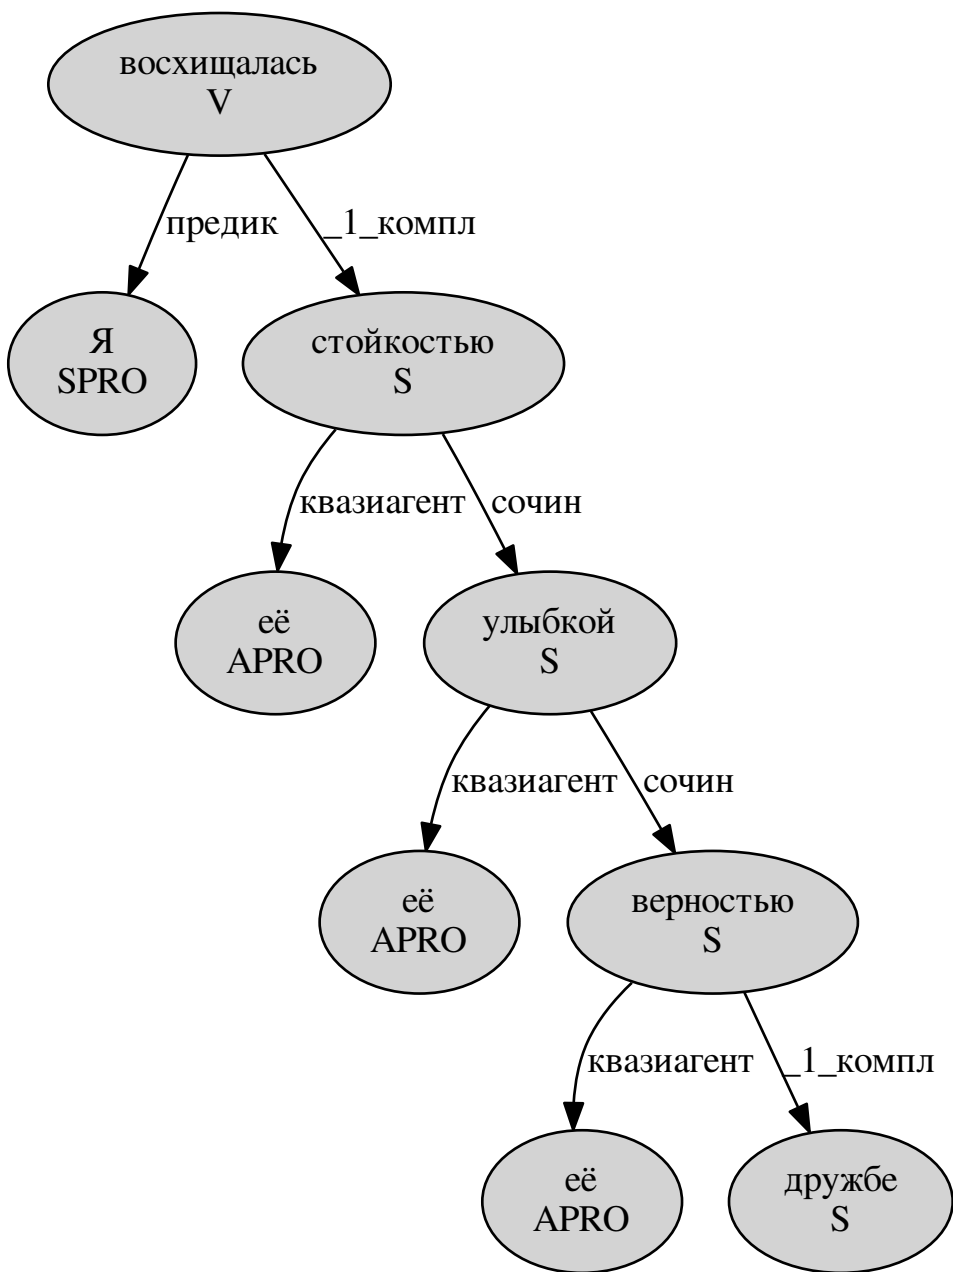 восхищалась
V
предик
_1_компл
Я
SPRO
стойкостью
S
квазиагент
сочин
её
APRO
улыбкой
S
квазиагент
сочин
её
APRO
верностью
S
квазиагент
_1_компл
её
APRO
дружбе
S